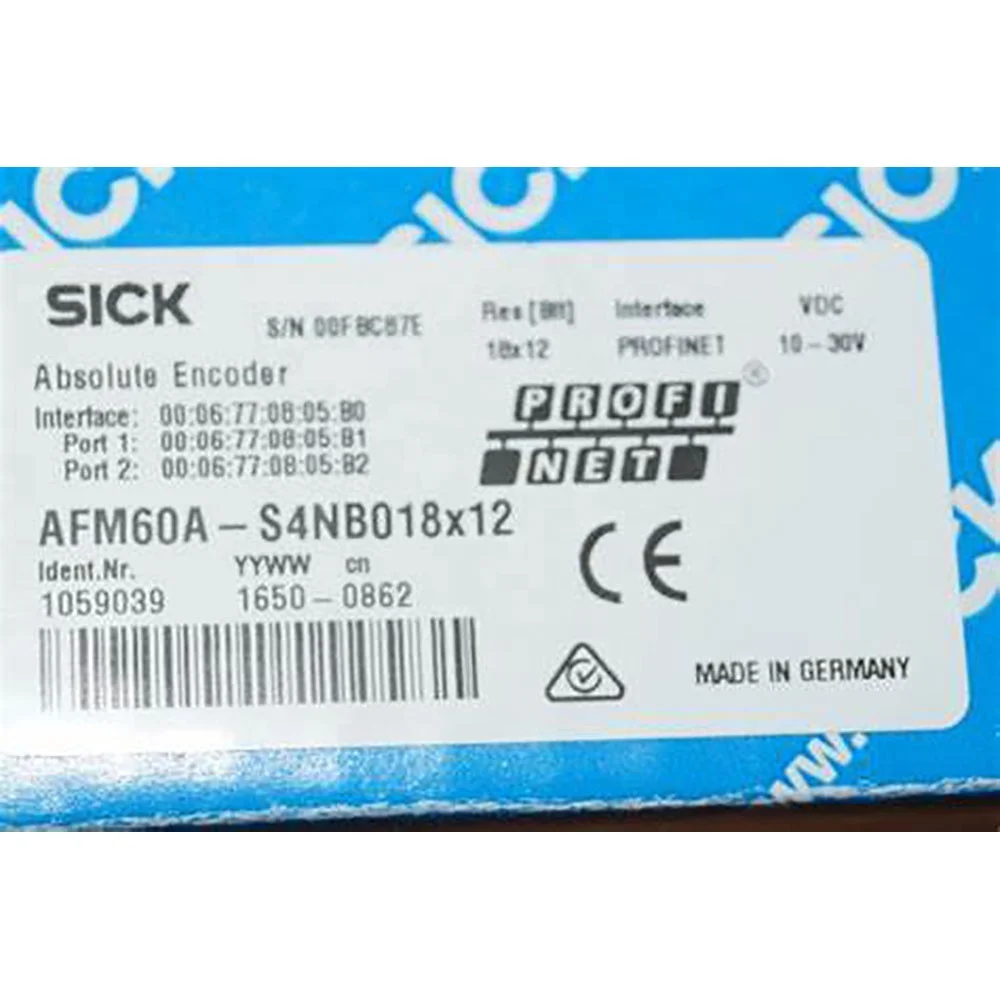 SICK
S/N 00FBC87E
Res [Bit] Interface VDC
18x12 PROFINET 10 – 30V
Absolute Encoder
Interface: 00:06:77:08:05:B0
Port 1: 00:06:77:08:05:B1
Port 2: 00:06:77:08:05:B2
PROFI
NET
®
AFM60A – S4NB018x12
Ident.Nr. YYWW cn
1059039 1650 – 0862
CE
MADE IN GERMANY
www.